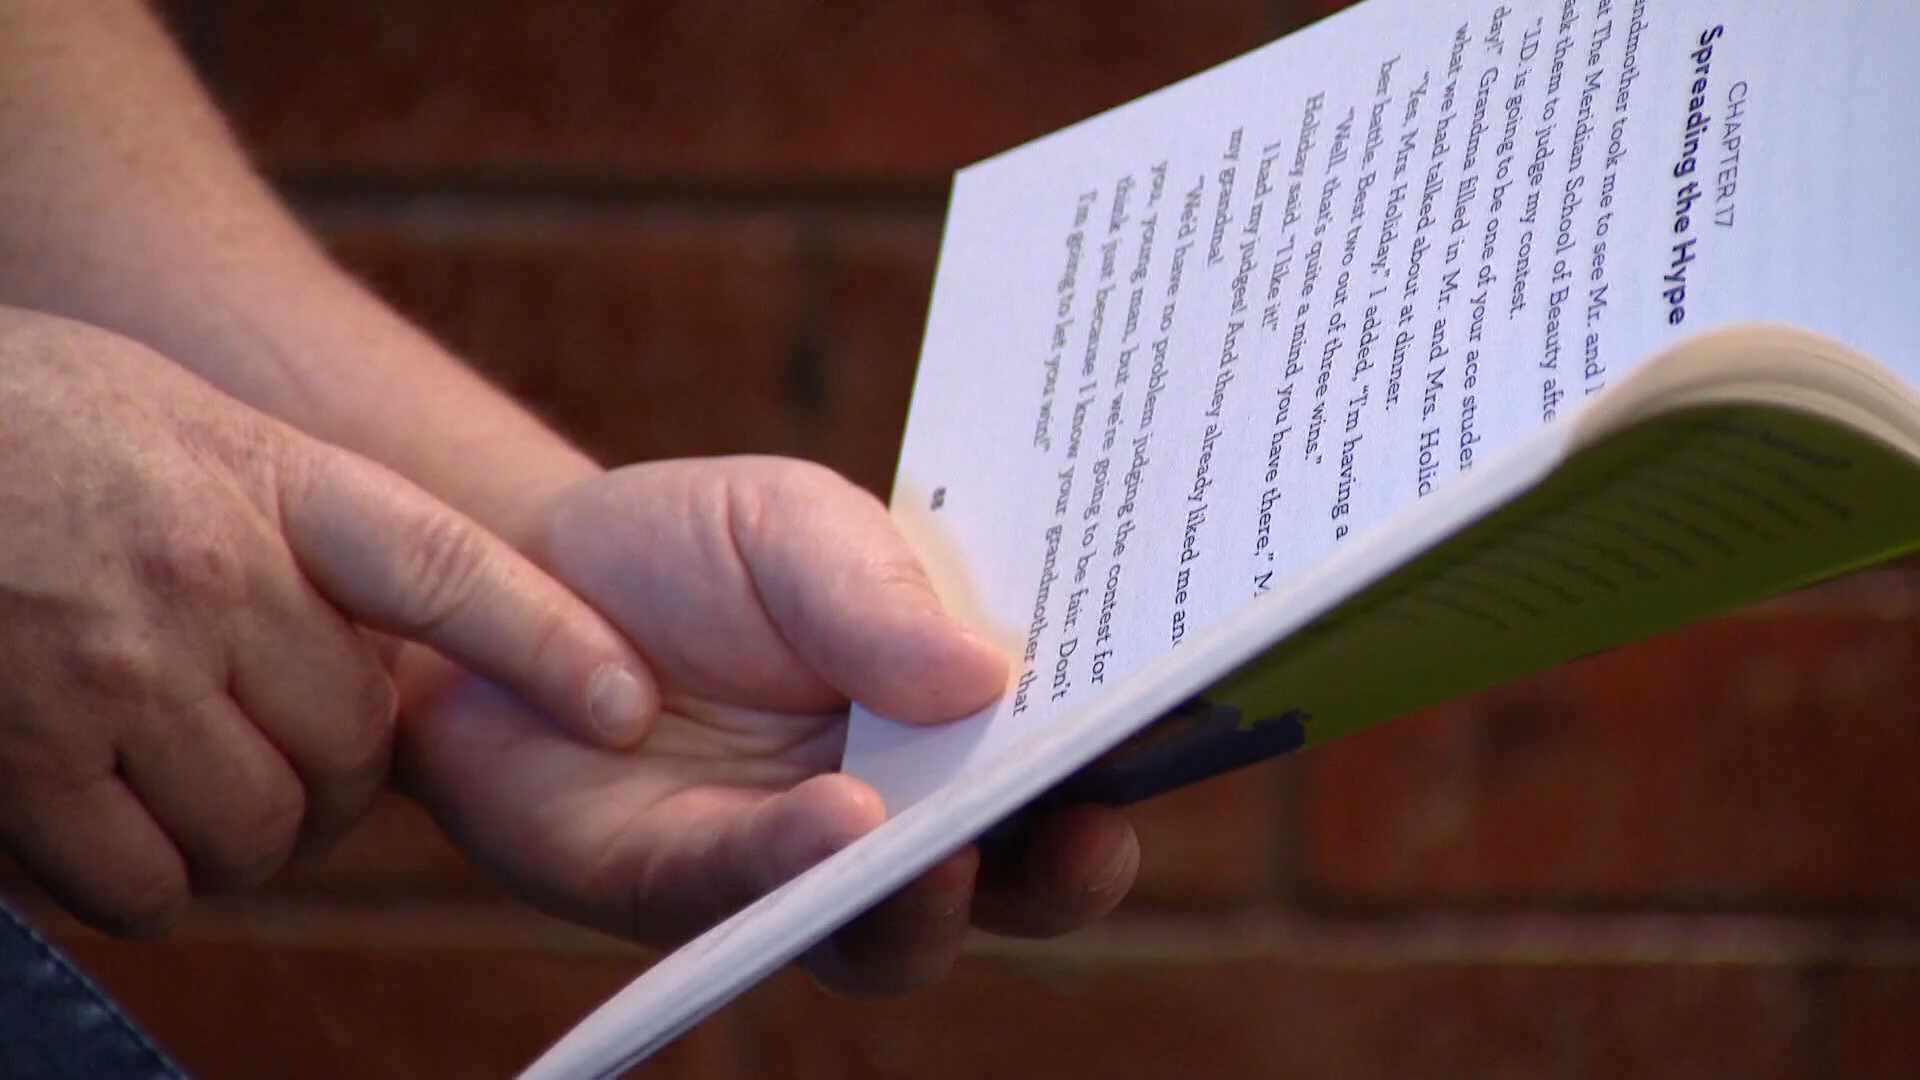 CHAPTER 17
Spreading the Hype
andmother took me to see Mr. and
at The Meridian School of Beauty afte
ask them to judge my contest.
"J.D. is going to be one of your ace studen
day!" Grandma filled in Mr. and Mrs. Holid
what we had talked about at dinner.
"Yes, Mrs. Holiday," I added, "I'm having a
ber battle. Best two out of three wins."
"Well, that's quite a mind you have there," M
Holiday said. "I like it!"
I had my judges! And they already liked me and
my grandma!
"We'd have no problem judging the contest for
you, young man, but we're going to be fair. Don't
think just because I know your grandmother that
I'm going to let you win!"
88